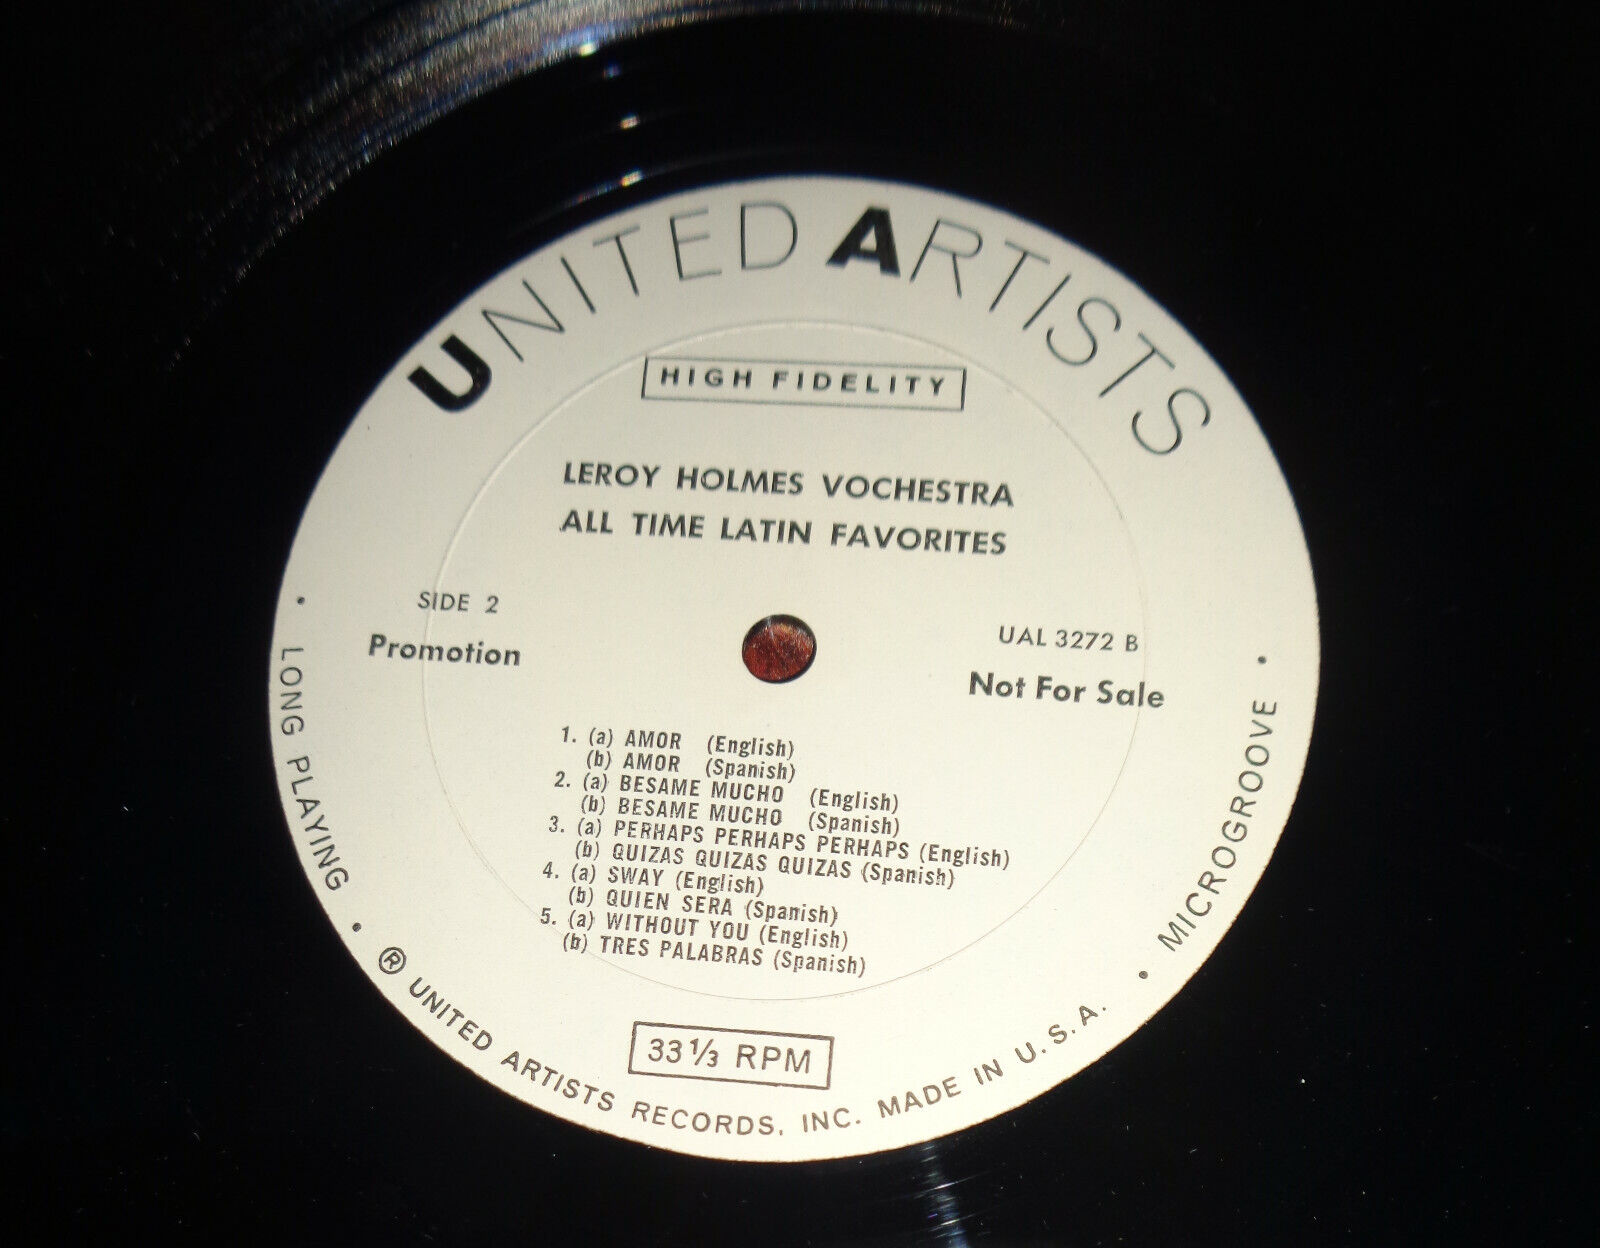 UNITED ARTISTS
HIGH FIDELITY
LEROY HOLMES VOCHESTRA
ALL TIME LATIN FAVORITES
SIDE 2
Promotion
UAL 3272 B
Not For Sale
1. (a) AMOR (English)
(b) AMOR (Spanish)
2. (a) BESAME MUCHO (English)
(b) BESAME MUCHO (Spanish)
3. (a) PERHAPS PERHAPS PERHAPS (English)
(b) QUIZAS QUIZAS QUIZAS (Spanish)
4. (a) SWAY (English)
(b) QUIEN SERA (Spanish)
5. (a) WITHOUT YOU (English)
(b) TRES PALABRAS (Spanish)
33 1/3 RPM
• LONG PLAYING • ® UNITED ARTISTS RECORDS, INC. MADE IN U.S.A. • MICROGROOVE •